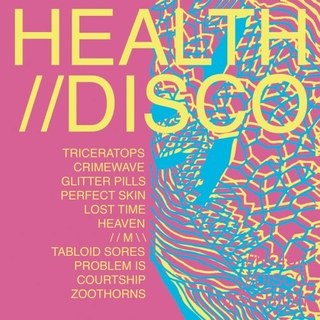 HEALTH
//DISCO
TRICERATOPS
CRIMEWAVE
GLITTER PILLS
PERFECT SKIN
LOST TIME
HEAVEN
//M\\
TABLOID SORES
PROBLEM IS
COURTSHIP
ZOOTHORNS